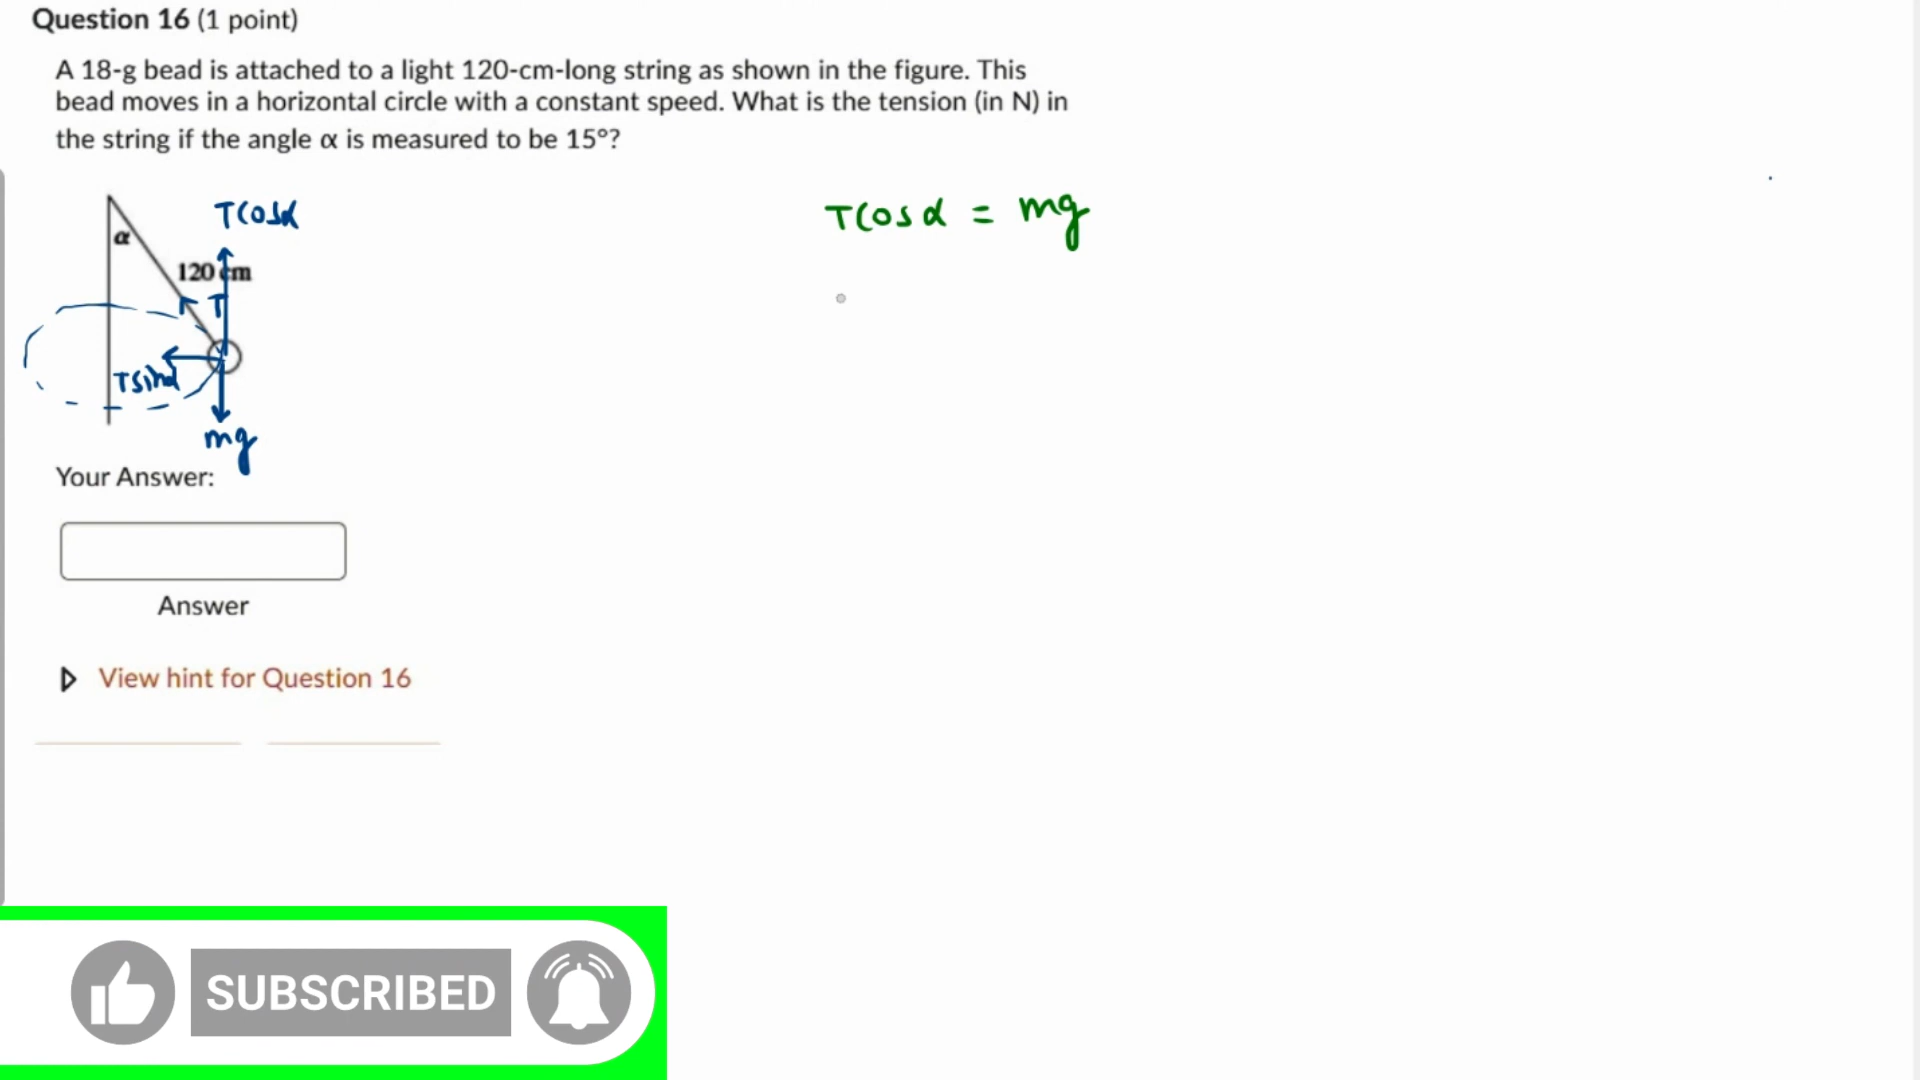 Question 16 (1 point)
A 18-g bead is attached to a light 120-cm-long string as shown in the figure. This
bead moves in a horizontal circle with a constant speed. What is the tension (in N) in
the string if the angle α is measured to be 15°?
Tcosα
Tcosα = mg
α
120 cm
T
Tsinα
mg
Your Answer:
Answer
View hint for Question 16
SUBSCRIBED